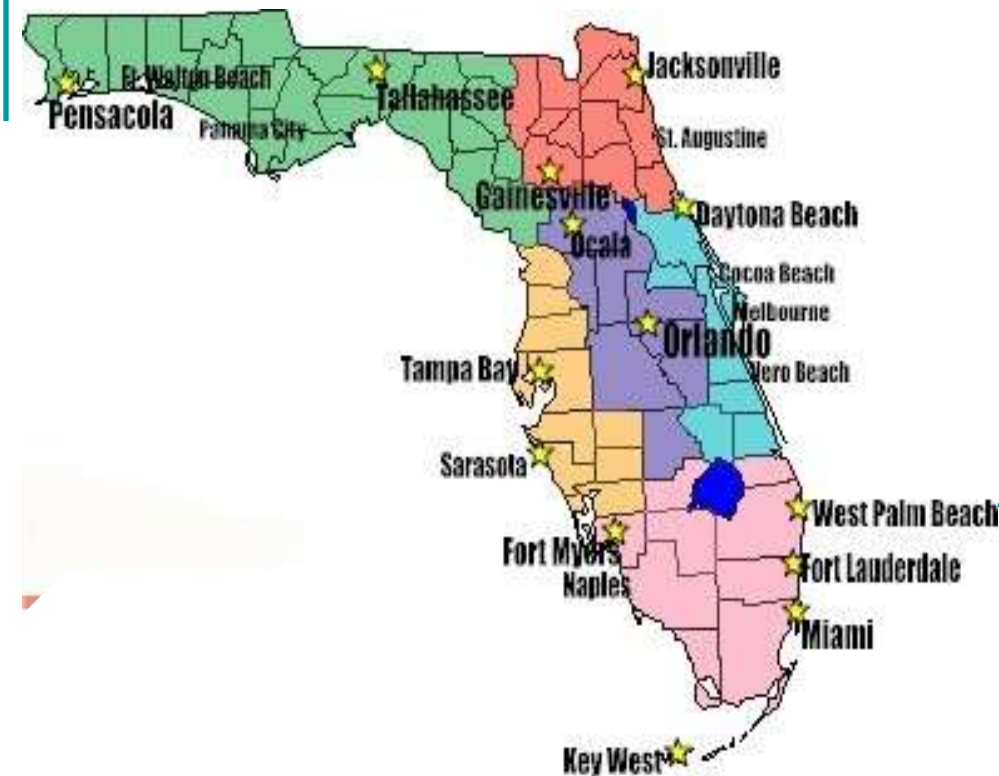 Jacksonville
Ft. Walton Beach
Tallahassee
Pensacola
Panama City
St. Augustine
Gainesville
Daytona Beach
Ocala
Cocoa Beach
Melbourne
Orlando
Vero Beach
Tampa Bay
Sarasota
West Palm Beach
Fort Myers
Fort Lauderdale
Naples
Miami
Key West